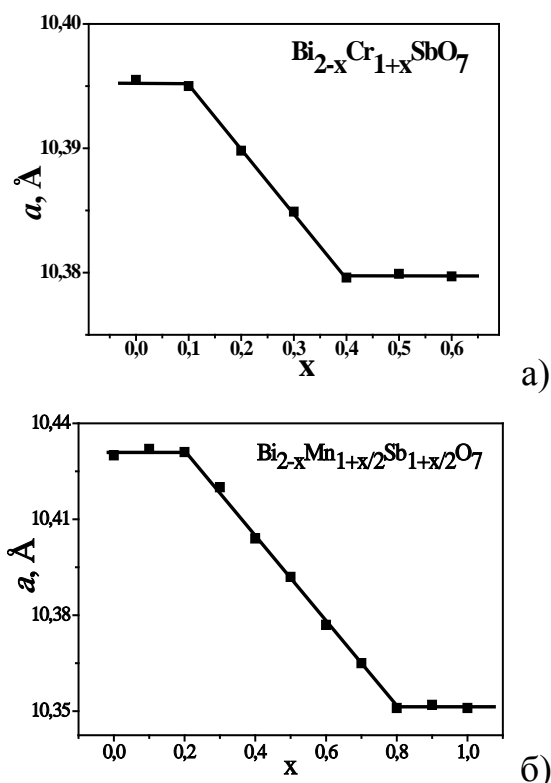 10,40
Bi2-xCr1+xSbO7
10,39
a, Å
10,38
0,0 0,1 0,2 0,3 0,4 0,5 0,6
x
а)
10,44
Bi2-xMn1+x/2Sb1+x/2O7
10,41
a, Å
10,38
10,35
0,0 0,2 0,4 0,6 0,8 1,0
x
б)